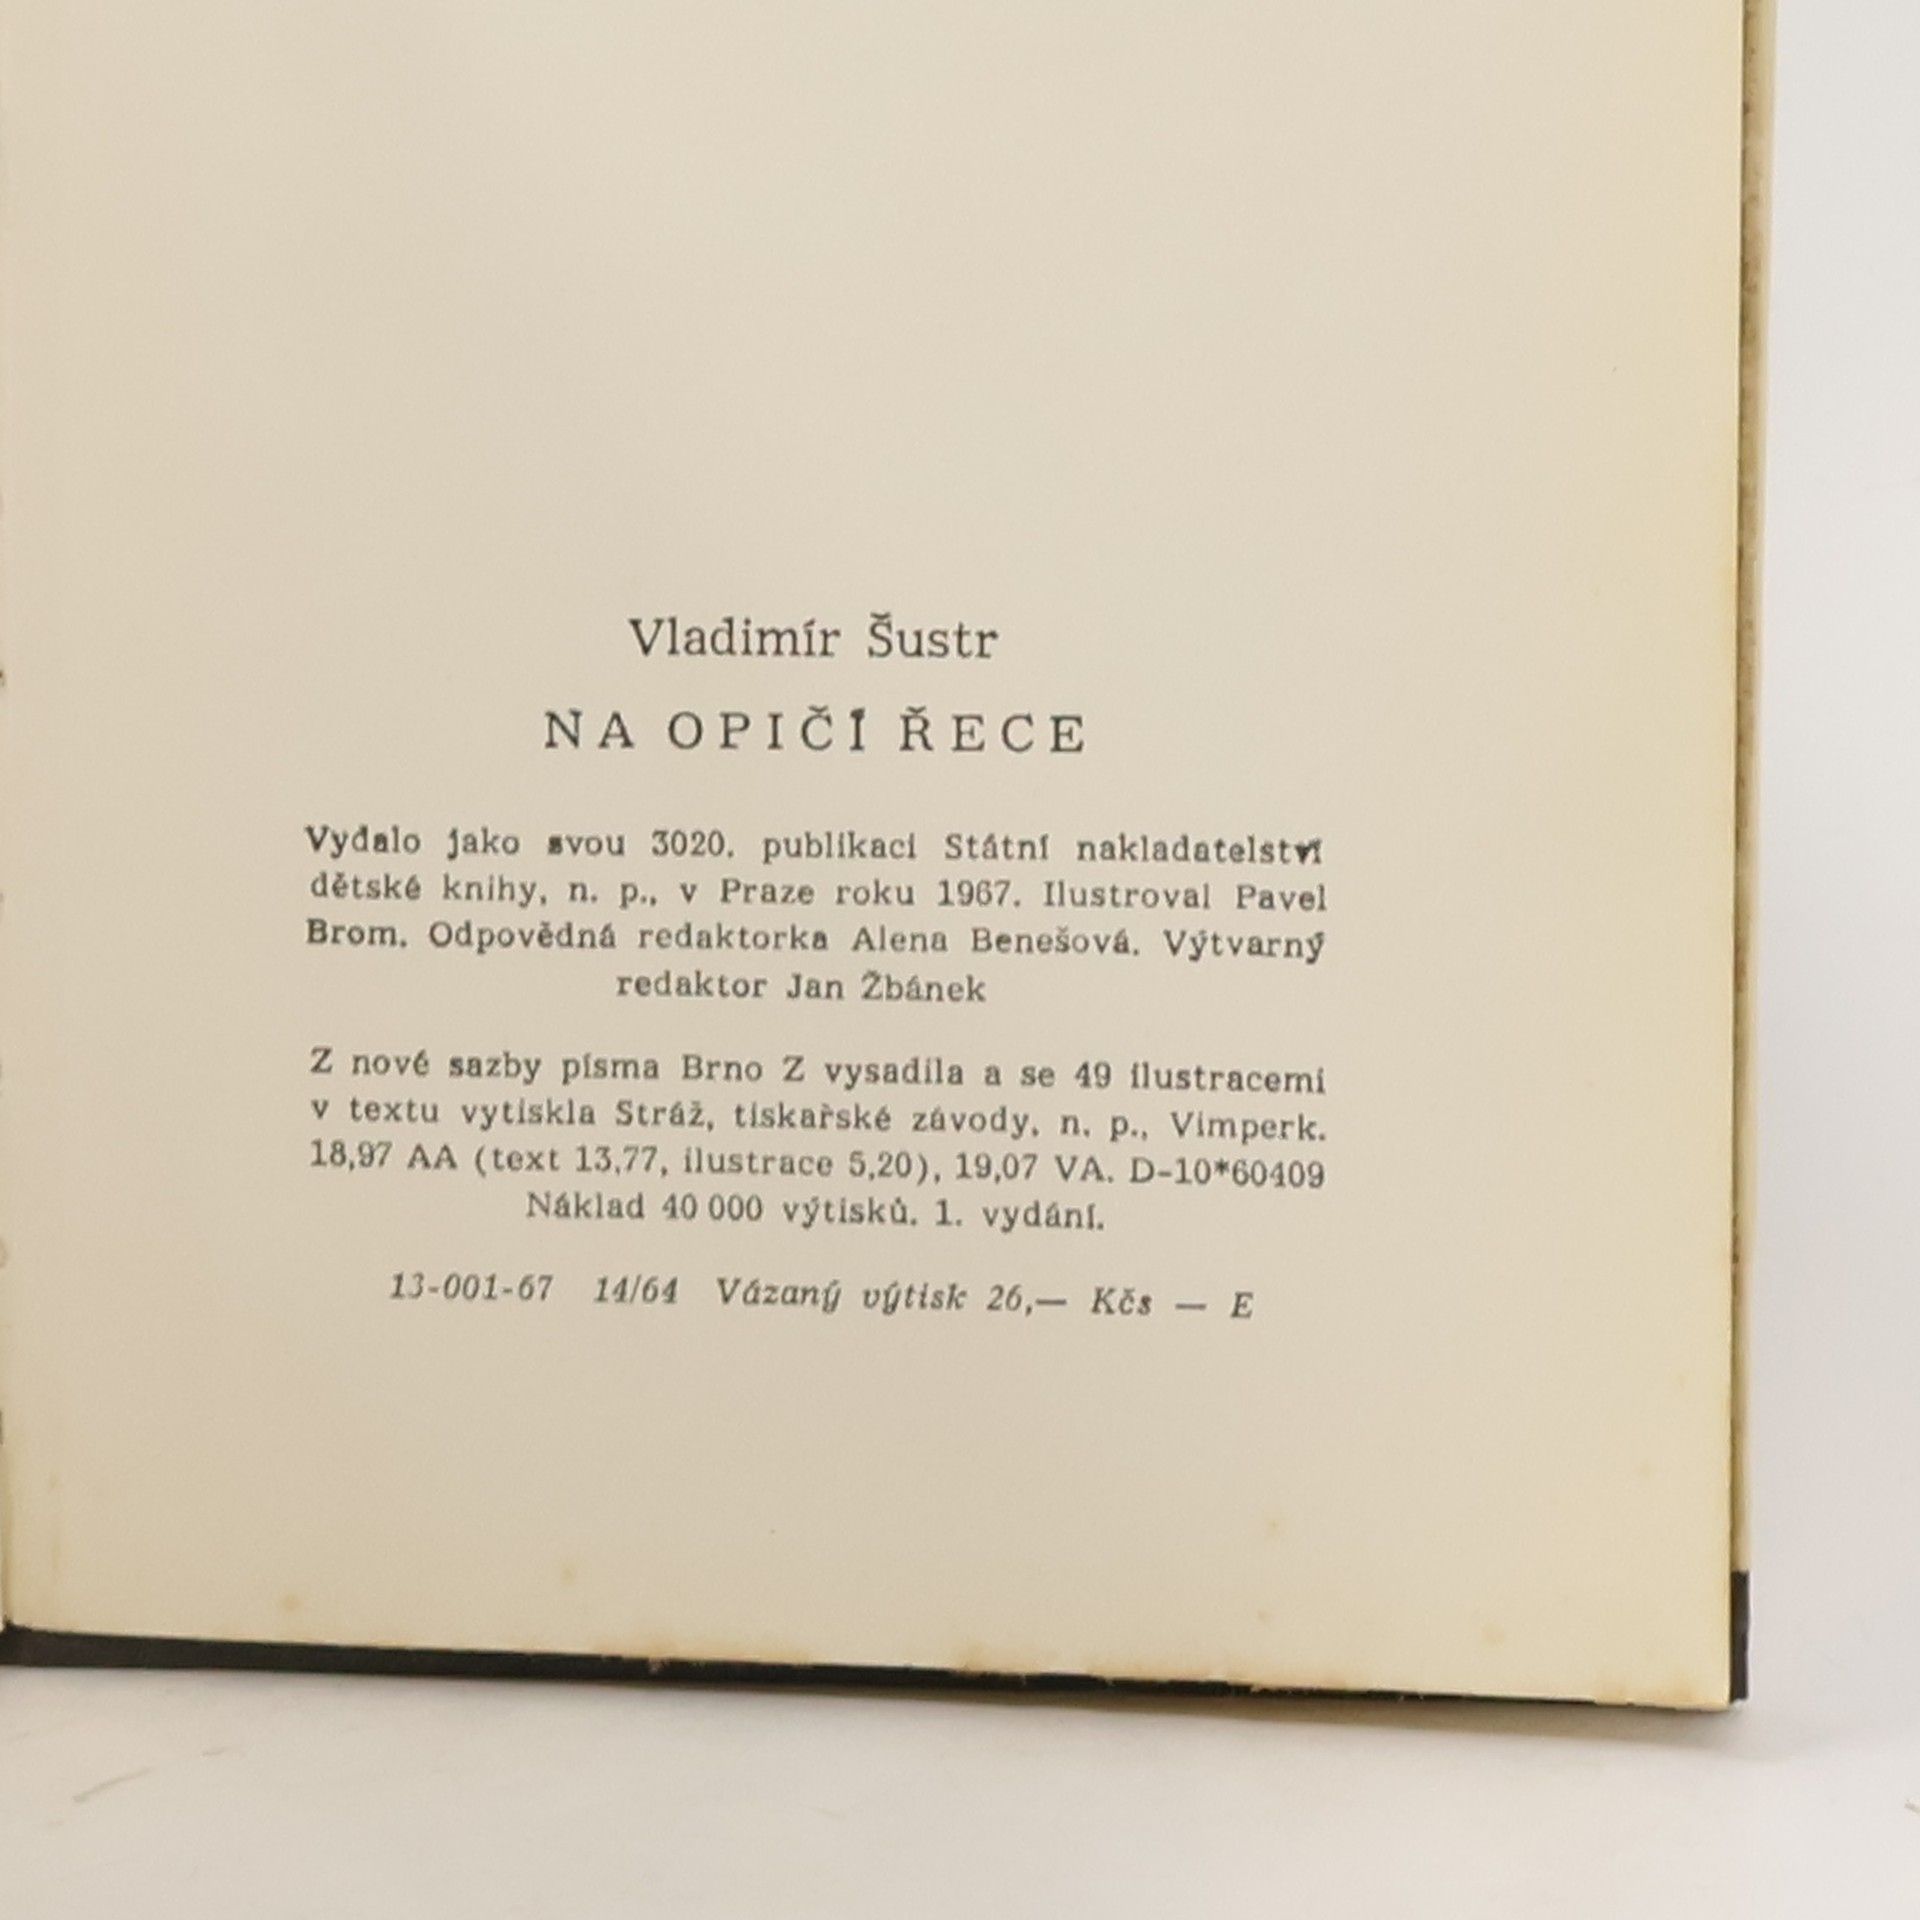 Vladimír Šustr
NA OPIČÍ ŘECE
Vydalo jako svou 3020. publikaci Státní nakladatelství
dětské knihy, n. p., v Praze roku 1967. Ilustroval Pavel
Brom. Odpovědná redaktorka Alena Benešová. Výtvarný
redaktor Jan Žbánek
Z nové sazby písma Brno Z vysadila a se 49 ilustracemi
v textu vytiskla Stráž, tiskařské závody, n. p., Vimperk.
18,97 AA (text 13,77, ilustrace 5,20), 19,07 VA. D-10*60409
Náklad 40 000 výtisků. 1. vydání.
13-001-67 14/64 Vázaný výtisk 26,— Kčs — E